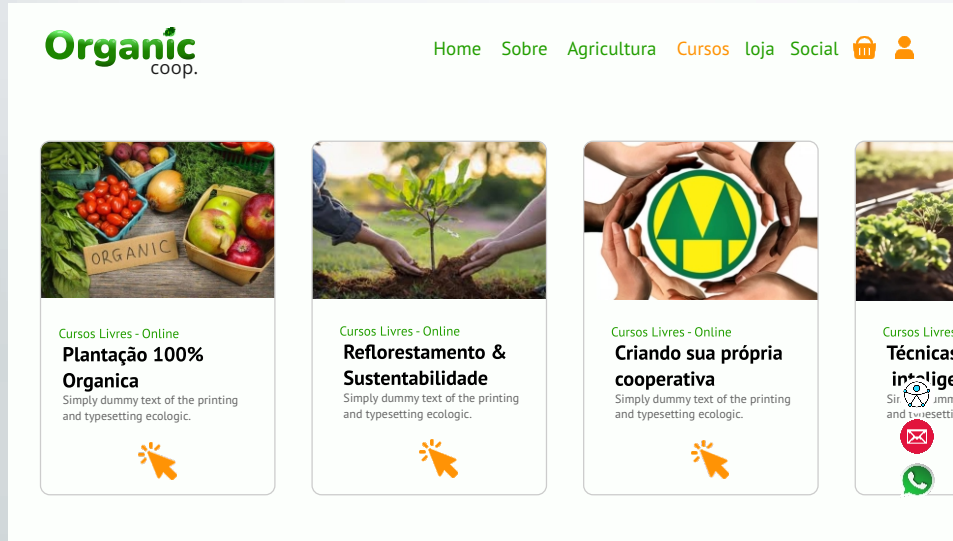 Organic
coop.
Home Sobre Agricultura Cursos loja Social
ORGANIC
Cursos Livres - Online
Plantação 100%
Organica
Simply dummy text of the printing
and typesetting ecologic.
Cursos Livres - Online
Reflorestamento &
Sustentabilidade
Simply dummy text of the printing
and typesetting ecologic.
Cursos Livres - Online
Criando sua própria
cooperativa
Simply dummy text of the printing
and typesetting ecologic.
Cursos
Técnicas